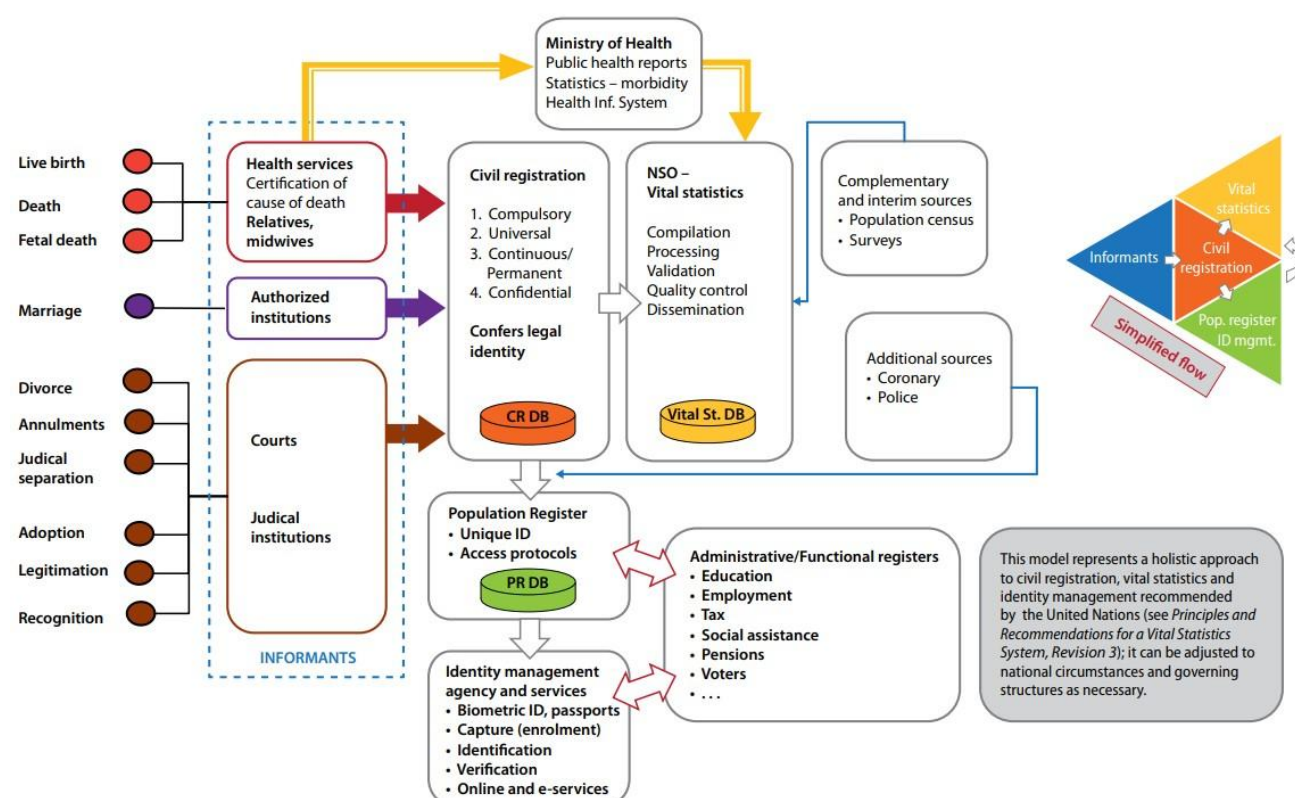 Ministry of Health
Public health reports
Statistics – morbidity
Health Inf. System
Live birth
Death
Fetal death
Marriage
Divorce
Annulments
Judical
separation
Adoption
Legitimation
Recognition
Health services
Certification of
cause of death
Relatives,
midwives
Authorized
institutions
Courts
Judical
institutions
INFORMANTS
Civil registration
1. Compulsory
2. Universal
3. Continuous/
Permanent
4. Confidential
Confers legal
identity
CR DB
NSO –
Vital statistics
Compilation
Processing
Validation
Quality control
Dissemination
Vital St. DB
Complementary
and interim sources
• Population census
• Surveys
Additional sources
• Coronary
• Police
Vital
statistics
Informants
Civil
registration
Pop. register
ID mgmt.
Simplified flow
Population Register
• Unique ID
• Access protocols
PR DB
Administrative/Functional registers
• Education
• Employment
• Tax
• Social assistance
• Pensions
• Voters
• . . .
Identity management
agency and services
• Biometric ID, passports
• Capture (enrolment)
• Identification
• Verification
• Online and e-services
This model represents a holistic approach
to civil registration, vital statistics and
identity management recommended
by the United Nations (see Principles and
Recommendations for a Vital Statistics
System, Revision 3); it can be adjusted to
national circumstances and governing
structures as necessary.